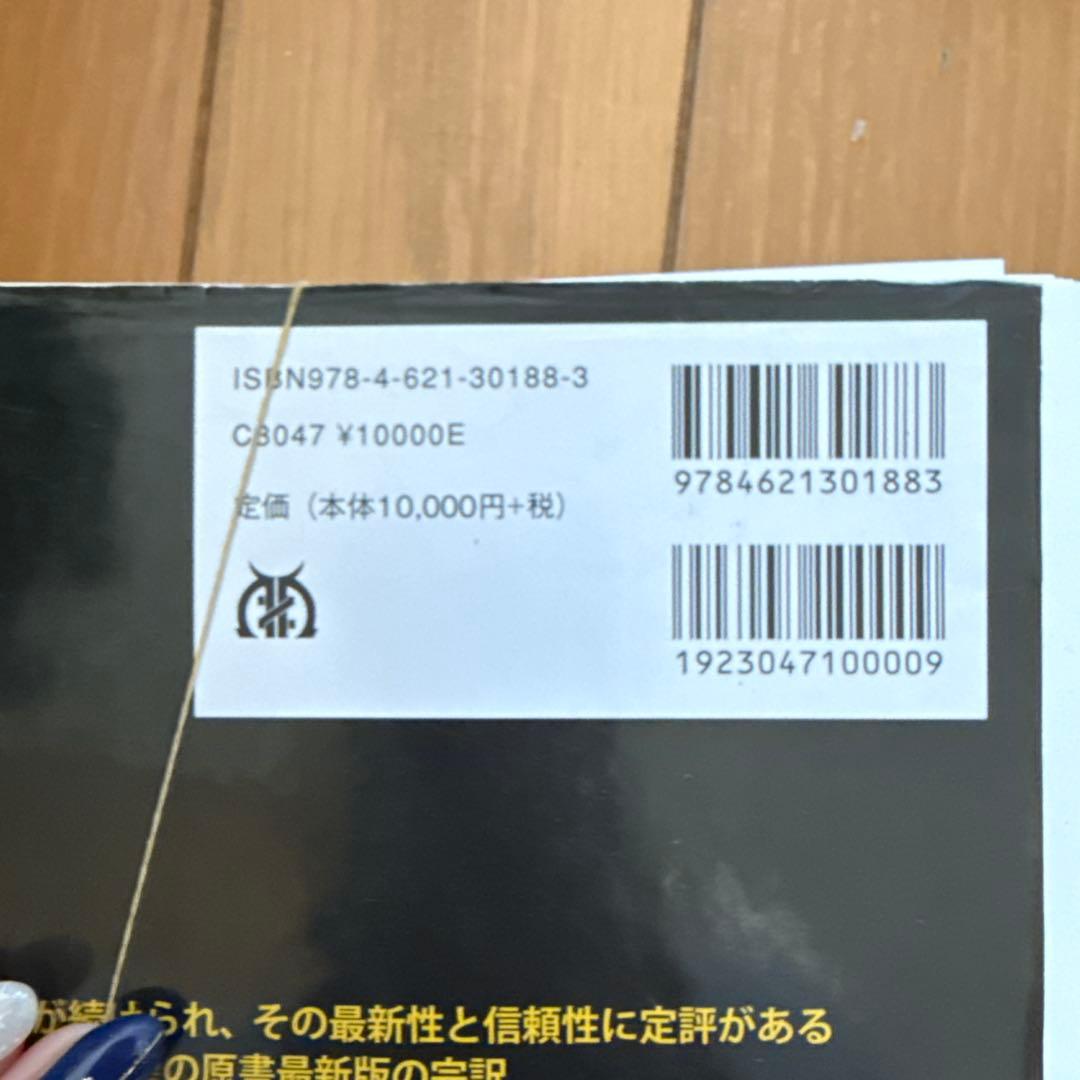 ISBN978-4-621-30188-3
C3047 ¥10000E
定価（本体10,000円+税）
9784621301883
1923047100009
が続けられ、その最新性と信頼性に定評がある
の原書最新版の完訳